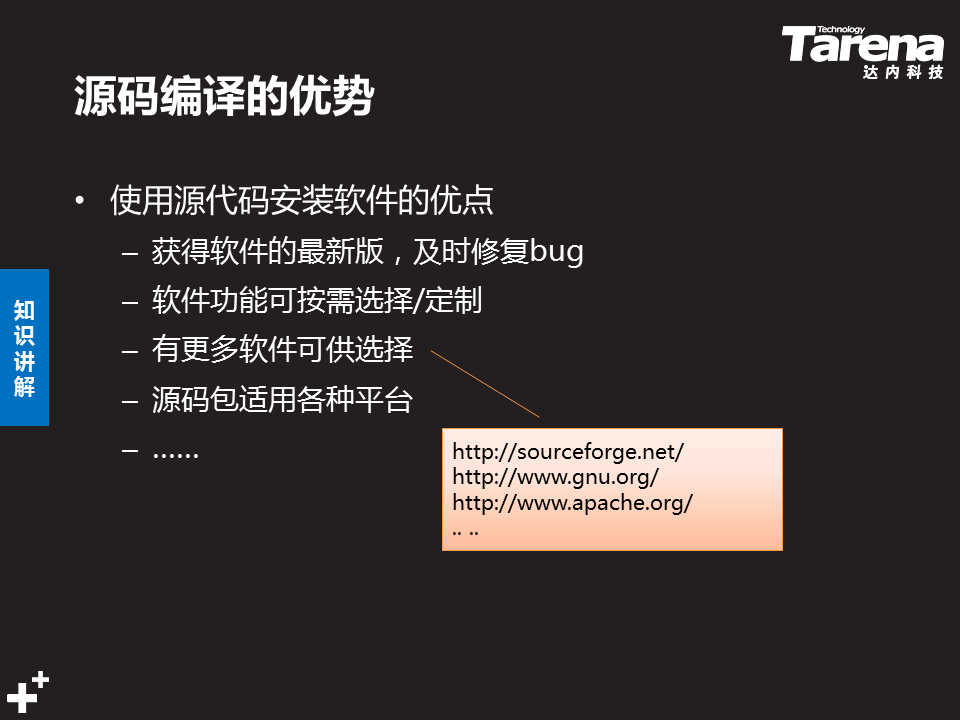 Technology
Tarena
达内科技
源码编译的优势
• 使用源代码安装软件的优点
– 获得软件的最新版，及时修复bug
– 软件功能可按需选择/定制
– 有更多软件可供选择
– 源码包适用各种平台
– ……
知识讲解
http://sourceforge.net/
http://www.gnu.org/
http://www.apache.org/
.. ..